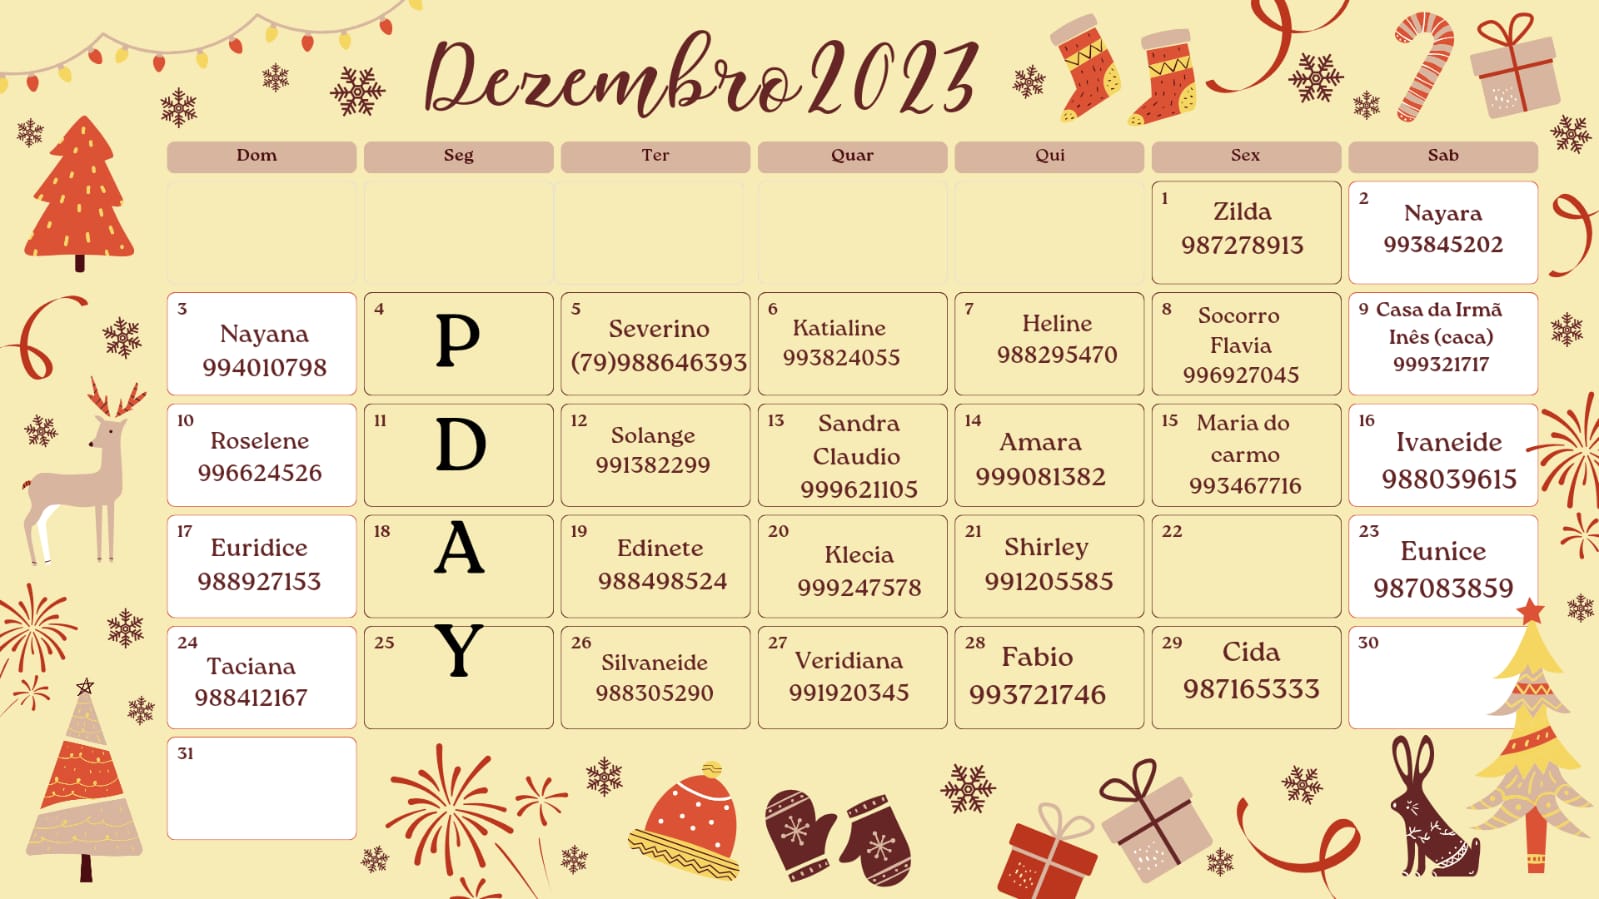 Dezembro 2023
Dom Seg Ter Quar Qui Sex Sab
1
Zilda
987278913
2
Nayara
993845202
3
Nayana
994010798
4
P
5
Severino
(79)988646393
6
Katialine
993824055
7
Heline
988295470
8
Socorro
Flavia
996927045
9 Casa da Irmã
Inês (caca)
999321717
10
Roselene
996624526
11
D
12
Solange
991382299
13
Sandra
Claudio
999621105
14
Amara
999081382
15
Maria do
carmo
993467716
16
Ivaneide
988039615
17
Euridice
988927153
18
A
19
Edinete
988498524
20
Klecia
999247578
21
Shirley
991205585
22
23
Eunice
987083859
24
Taciana
988412167
25
Y
26
Silvaneide
988305290
27
Veridiana
991920345
28
Fabio
993721746
29
Cida
987165333
30
31